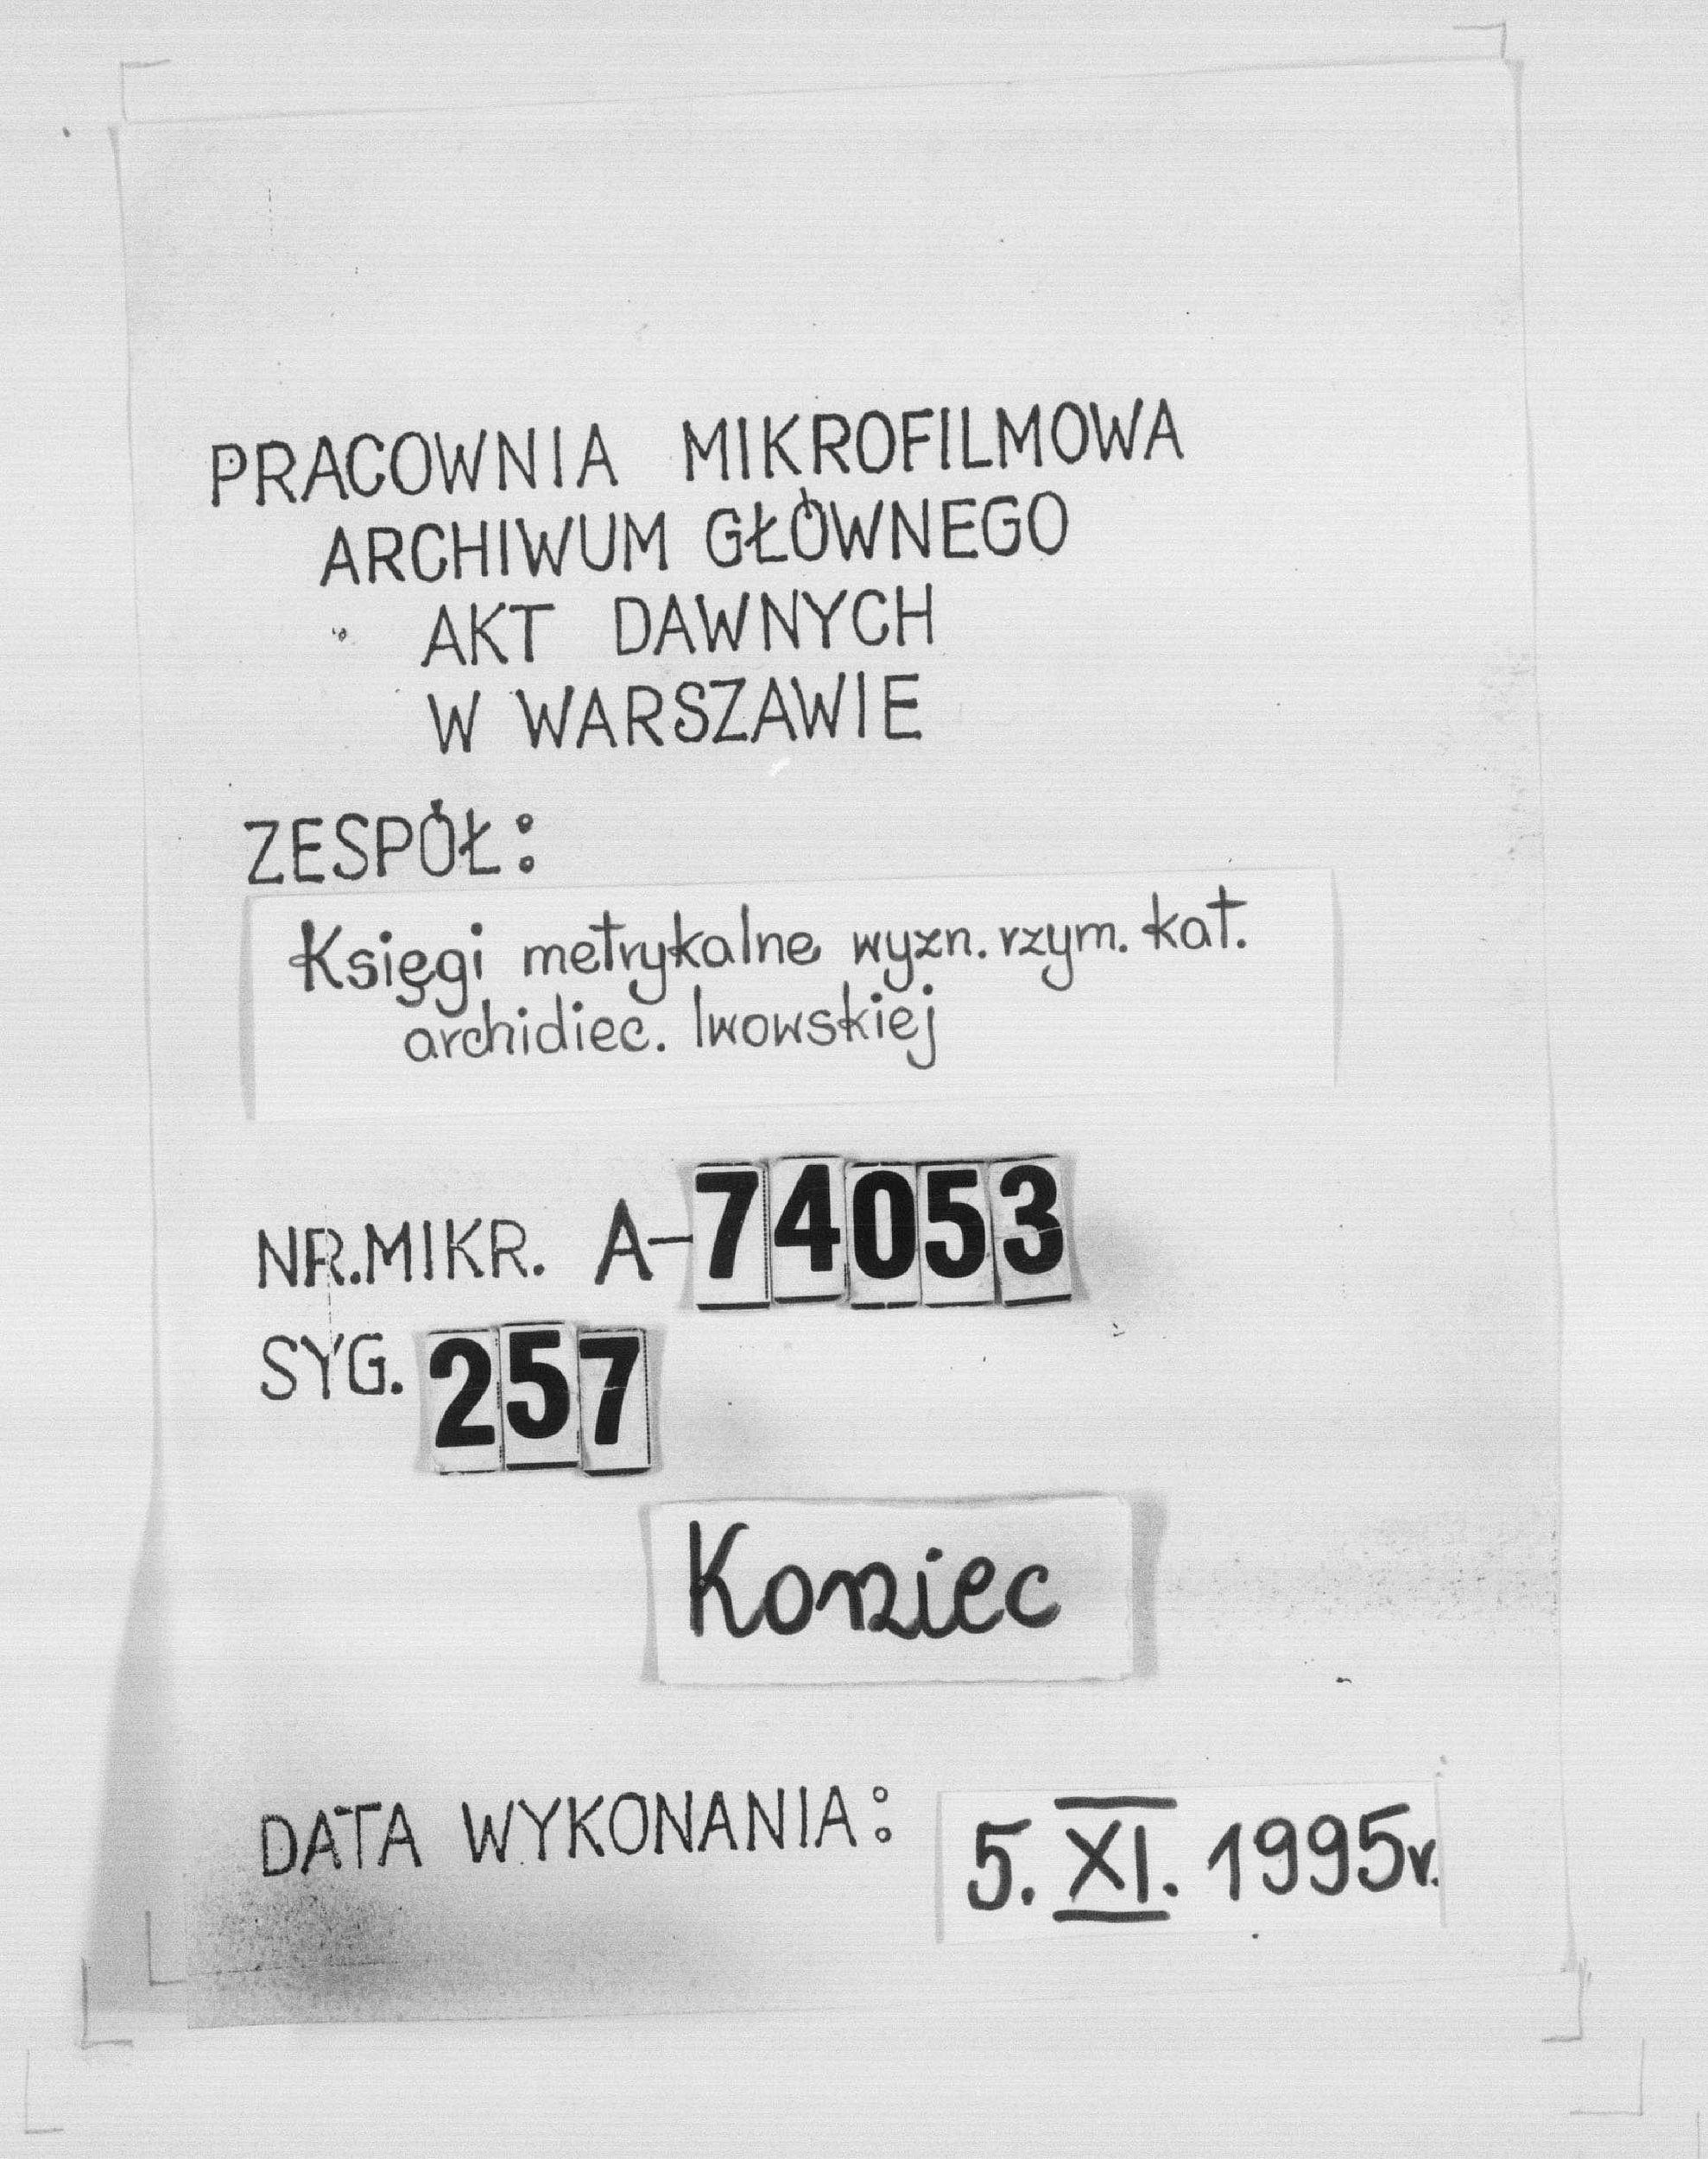 PRACOWNIA MIKROFILMOWA
ARCHIWUM GŁÓWNEGO
AKT DAWNYCH
W WARSZAWIE
ZESPÓŁ:
Księgi metrykalne wyzn. rzym. kat.
archidiec. lwowskiej
NR.MIKR. A-74053
SYG. 257
Koniec
DATA WYKONANIA: 5. XI. 1995r.